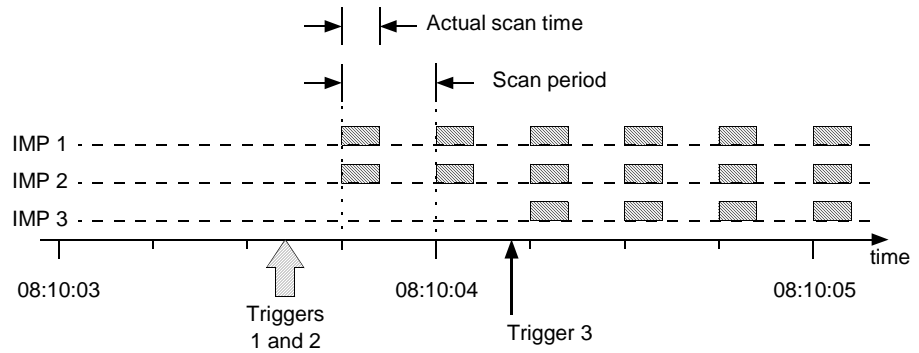 Actual scan time
Scan period
IMP 1
IMP 2
IMP 3
time
08:10:03
08:10:04
08:10:05
Triggers
1 and 2
Trigger 3